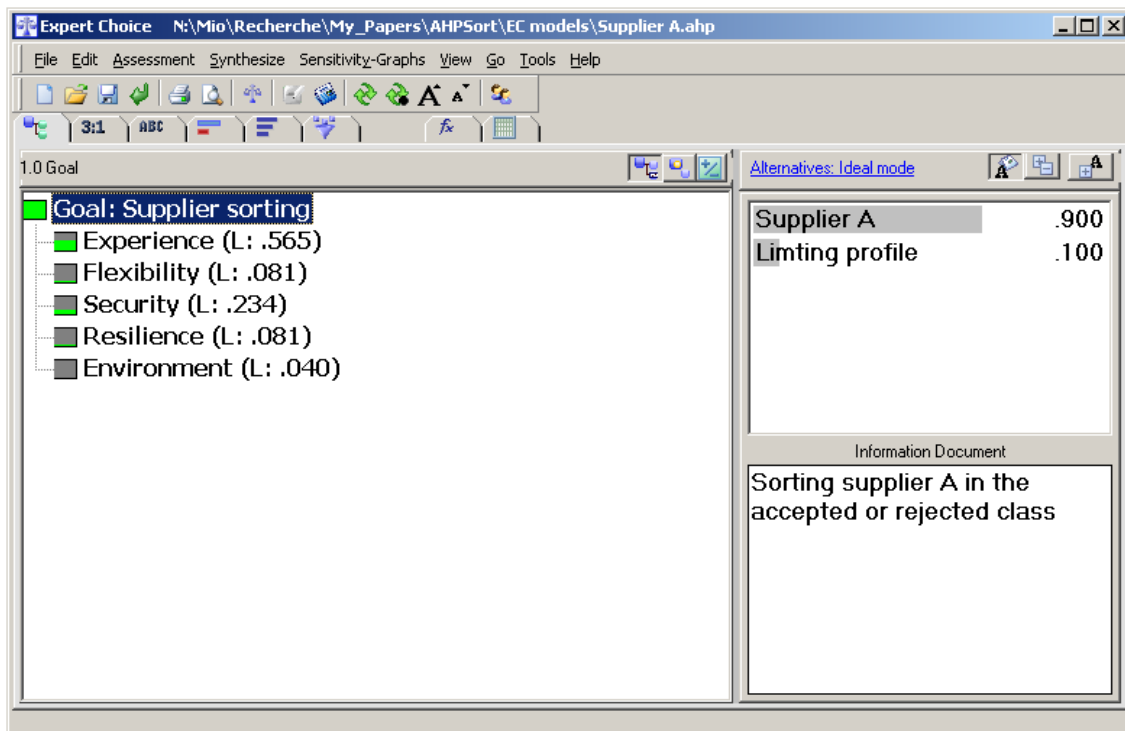 Expert Choice N:\Mio\Recherche\My_Papers\AHPSort\EC models\Supplier A.ahp
File Edit Assessment Synthesize Sensitivity-Graphs View Go Tools Help
A A
3:1 ABC fx
1.0 Goal
Goal: Supplier sorting
Experience (L: .565)
Flexibility (L: .081)
Security (L: .234)
Resilience (L: .081)
Environment (L: .040)
Alternatives: Ideal mode A A
Supplier A .900
Limting profile .100
Information Document
Sorting supplier A in the
accepted or rejected class